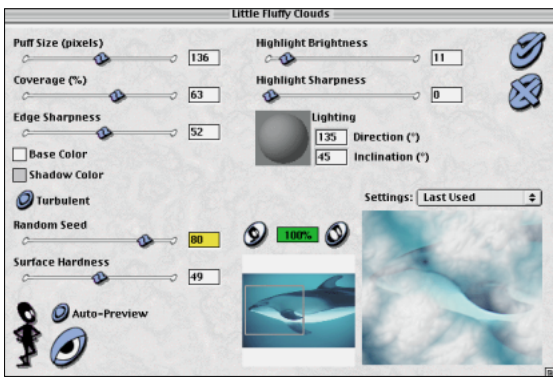 Little Fluffy Clouds
Puff Size (pixels)
136
Coverage (%)
63
Edge Sharpness
52
Base Color
Shadow Color
Turbulent
Random Seed
80
Surface Hardness
49
Auto-Preview
Highlight Brightness
11
Highlight Sharpness
0
Lighting
135 Direction (°)
45 Inclination (°)
Settings: Last Used
100%